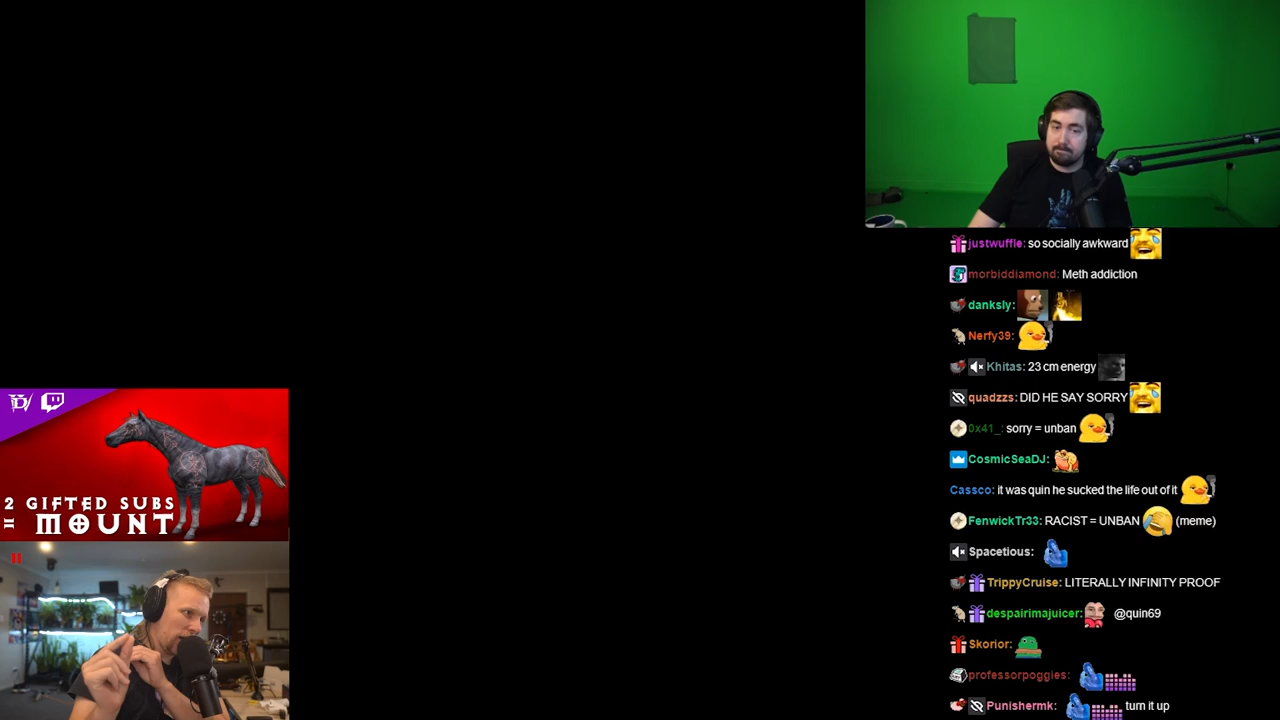 justwuffle: so socially awkward
morbiddiamond: Meth addiction
danksly:
Nerfy39:
Khitas: 23 cm energy
quadzzs: DID HE SAY SORRY
0x41_: sorry = unban
CosmicSeaDJ:
Cassco: it was quin he sucked the life out of it
FenwickTr33: RACIST = UNBAN (meme)
Spacetious:
TrippyCruise: LITERALLY INFINITY PROOF
despairimajuicer: @quin69
Skorior:
professorpoggies:
Punishermk: turn it up
2 GIFTED SUBS
= MOUNT